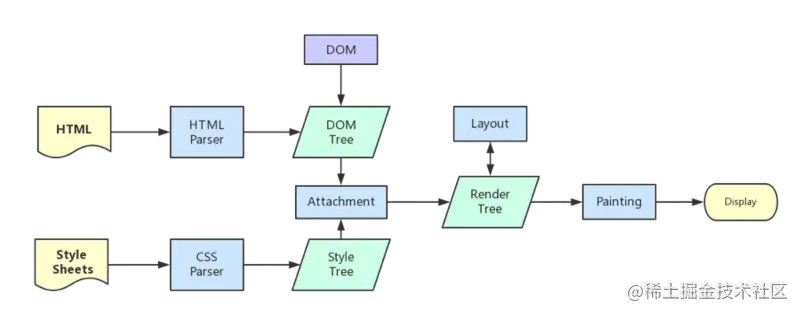 DOM
HTML
HTML
Parser
DOM
Tree
Layout
Attachment
Render
Tree
Painting
Display
Style
Sheets
CSS
Parser
Style
Tree
@稀土掘金技术社区